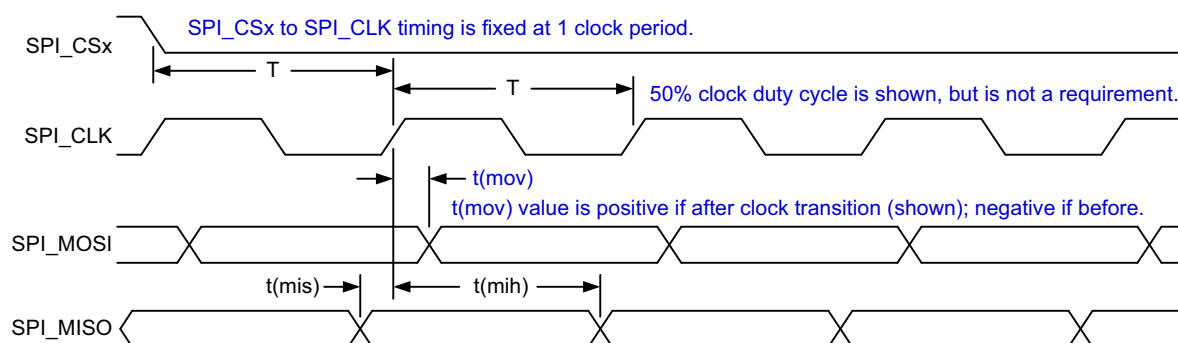 SPI_CSx
SPI_CSx to SPI_CLK timing is fixed at 1 clock period.
T
T
50% clock duty cycle is shown, but is not a requirement.
SPI_CLK
t(mov)
t(mov) value is positive if after clock transition (shown); negative if before.
SPI_MOSI
t(mis)
t(mih)
SPI_MISO